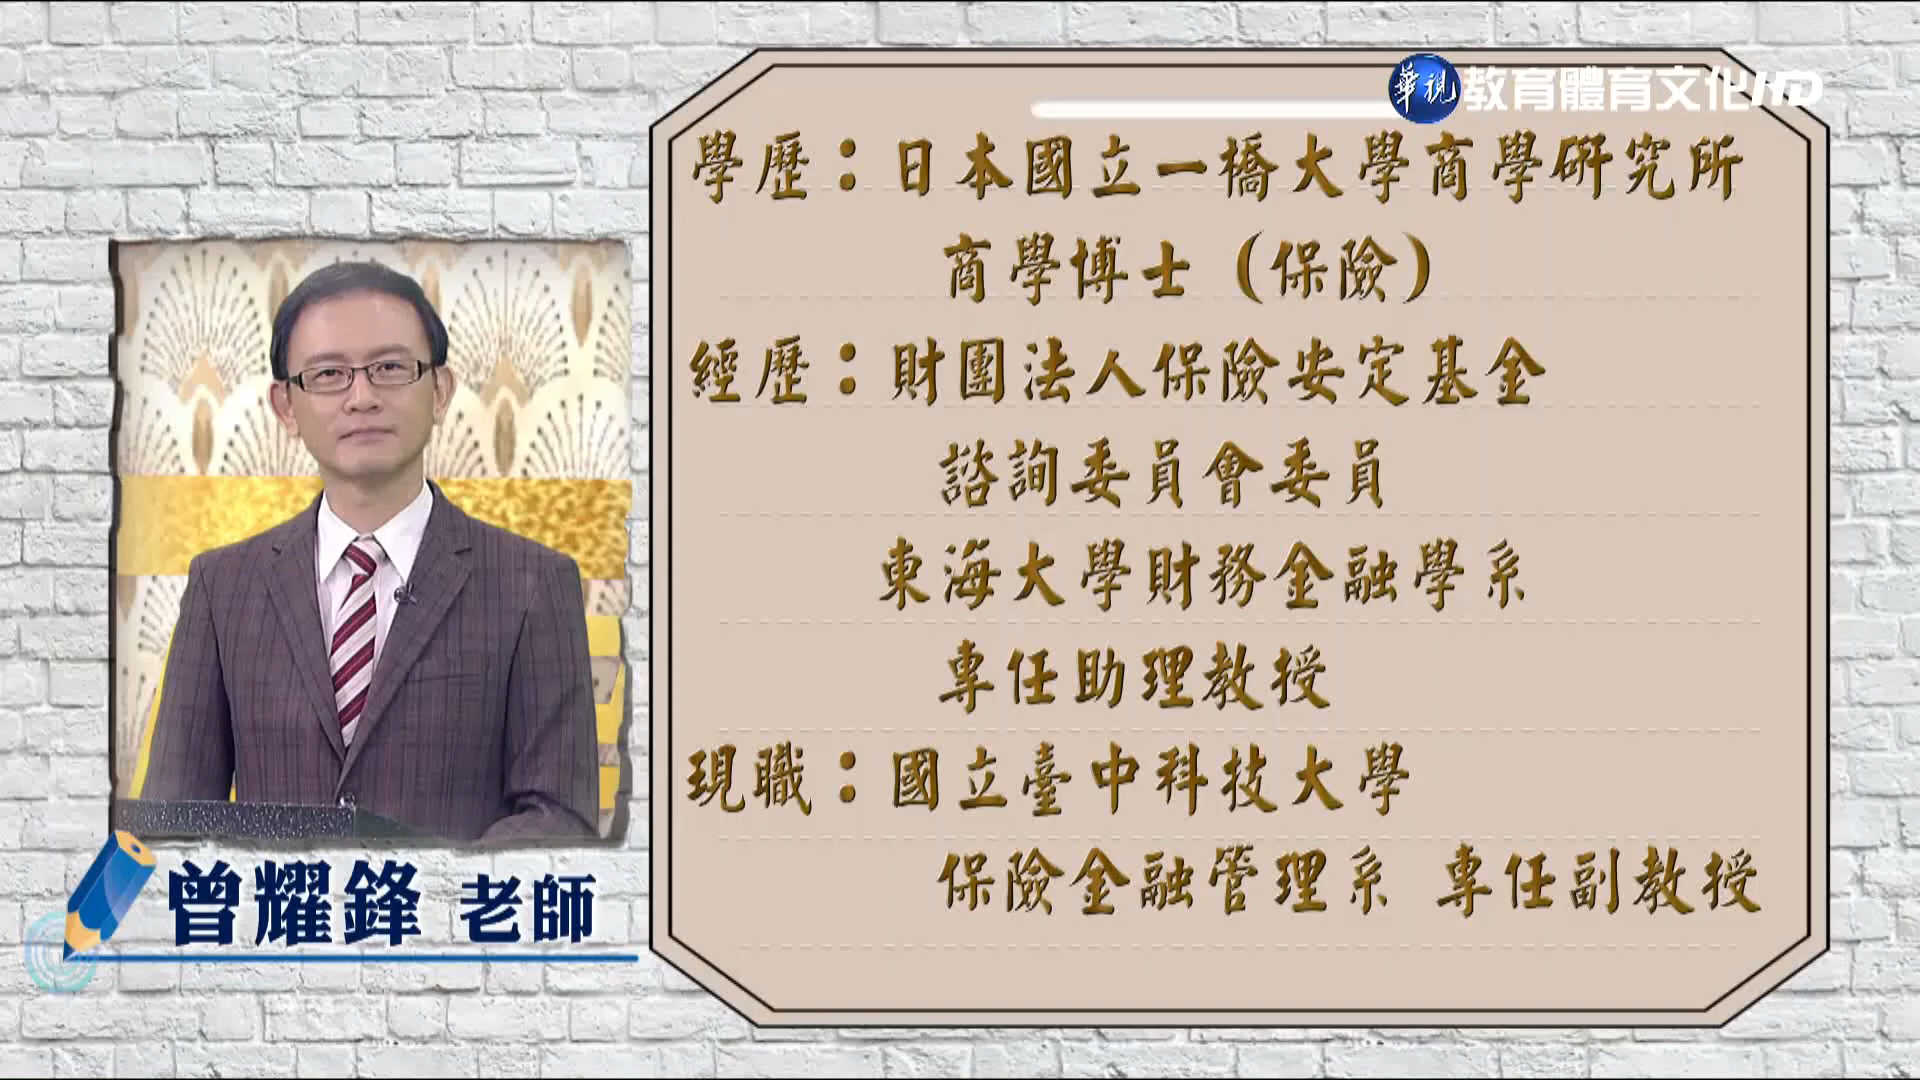 華視 教育體育文化HD
學歷：日本國立一橋大學商學研究所
商學博士（保險）
經歷：財團法人保險安定基金
諮詢委員會委員
東海大學財務金融學系
專任助理教授
現職：國立臺中科技大學
保險金融管理系 專任副教授
曾耀鋒 老師